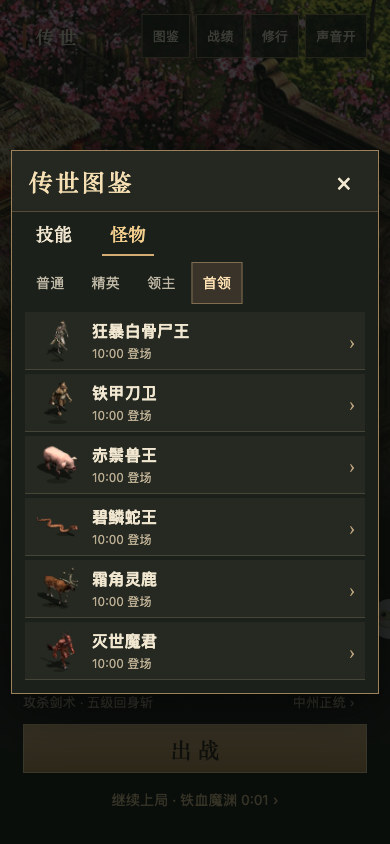 传世
图鉴
战绩
修行
声音开
传世图鉴
×
技能
怪物
普通
精英
领主
首领
狂暴白骨尸王
10:00 登场
›
铁甲刀卫
10:00 登场
›
赤鬃兽王
10:00 登场
›
碧鳞蛇王
10:00 登场
›
霜角灵鹿
10:00 登场
›
灭世魔君
10:00 登场
›
攻杀剑术 · 五级回身斩
中州正统 ›
出战
继续上局 · 铁血魔渊 0:01 ›